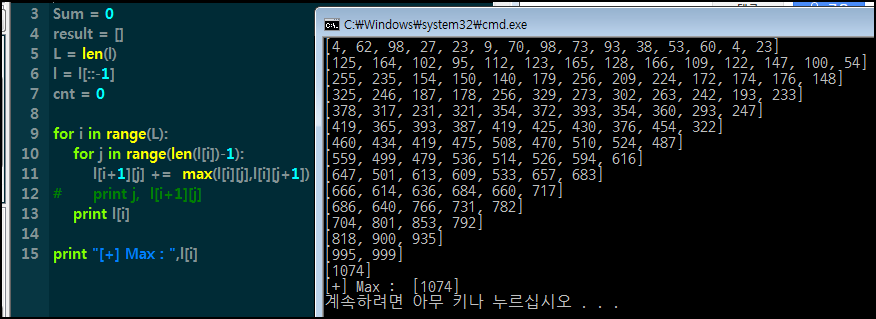 3 Sum = 0
4 result = []
5 L = len(l)
6 l = l[::-1]
7 cnt = 0
8
9 for i in range(L):
10 for j in range(len(l[i])-1):
11 l[i+1][j] += max(l[i][j],l[i][j+1])
12 # print j, l[i+1][j]
13 print l[i]
14
15 print "[+] Max : ",l[i]
C:₩Windows₩system32₩cmd.exe
[4, 62, 98, 27, 23, 9, 70, 98, 73, 93, 38, 53, 60, 4, 23]
[125, 164, 102, 95, 112, 123, 165, 128, 166, 109, 122, 147, 100, 54]
[255, 235, 154, 150, 140, 179, 256, 209, 224, 172, 174, 176, 148]
[325, 246, 187, 178, 256, 329, 273, 302, 263, 242, 193, 233]
[378, 317, 231, 321, 354, 372, 393, 354, 360, 293, 247]
[419, 365, 393, 387, 419, 425, 430, 376, 454, 322]
[460, 434, 419, 475, 508, 470, 510, 524, 487]
[559, 499, 479, 536, 514, 526, 594, 616]
[647, 501, 613, 609, 533, 657, 683]
[666, 614, 636, 684, 660, 717]
[686, 640, 766, 731, 782]
[704, 801, 853, 792]
[818, 900, 935]
[995, 999]
[1074]
[+] Max : [1074]
계속하려면 아무 키나 누르십시오 . . .